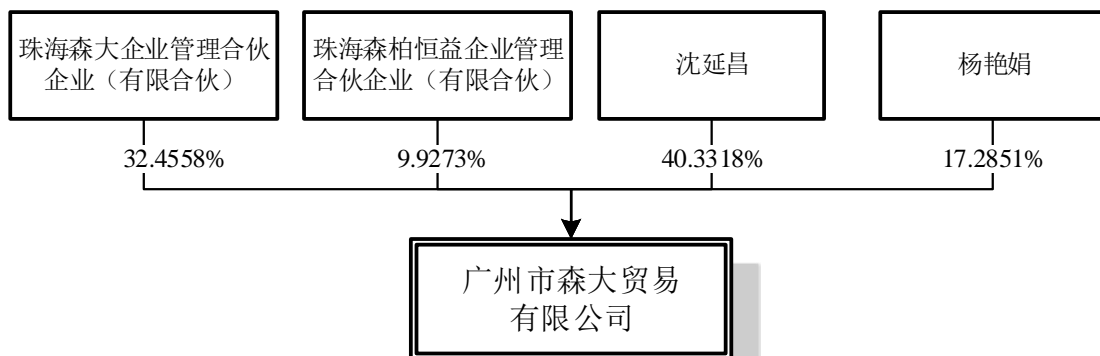 珠海森大企业管理合伙
企业（有限合伙）
珠海森柏恒益企业管理
合伙企业（有限合伙）
沈延昌
杨艳娟
32.4558%
9.9273%
40.3318%
17.2851%
广州市森大贸易
有限公司